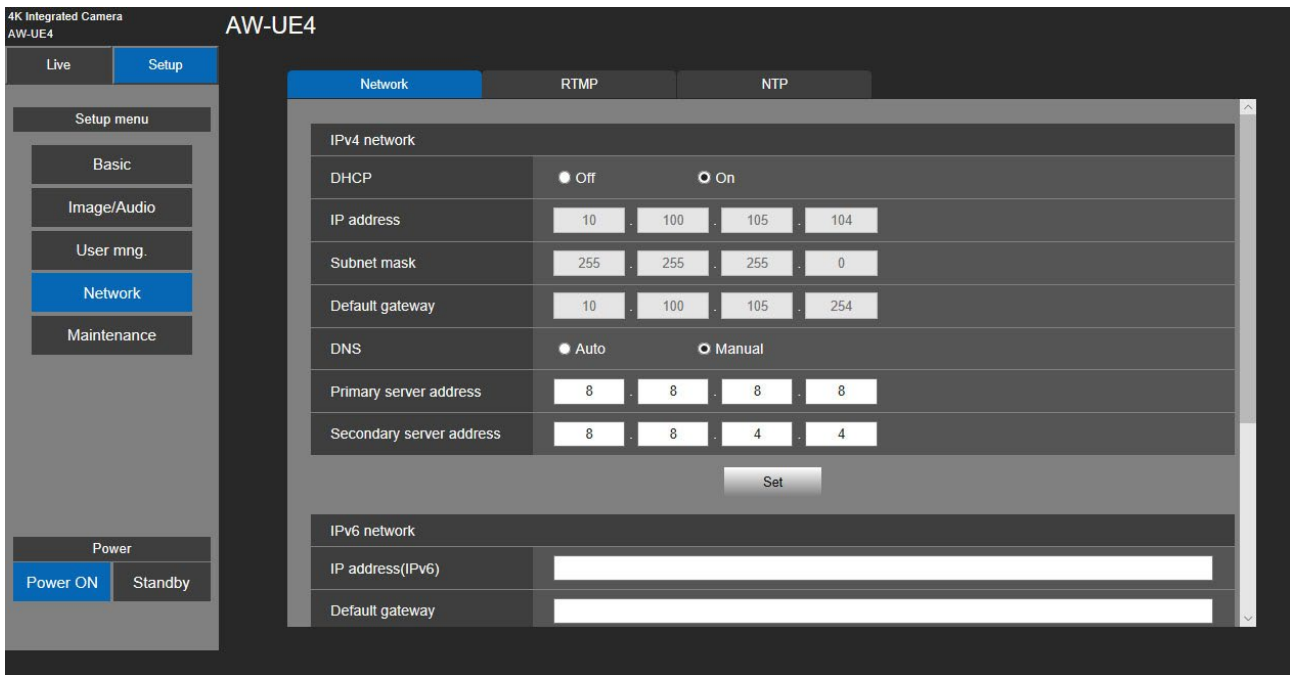 4K Integrated Camera
AW-UE4
AW-UE4
Live Setup
Setup menu
Basic
Image/Audio
User mng.
Network
Maintenance
Power
Power ON Standby
Network RTMP NTP
IPv4 network
DHCP Off On
IP address 10 . 100 . 105 . 104
Subnet mask 255 . 255 . 255 . 0
Default gateway 10 . 100 . 105 . 254
DNS Auto Manual
Primary server address 8 . 8 . 8 . 8
Secondary server address 8 . 8 . 4 . 4
Set
IPv6 network
IP address(IPv6)
Default gateway